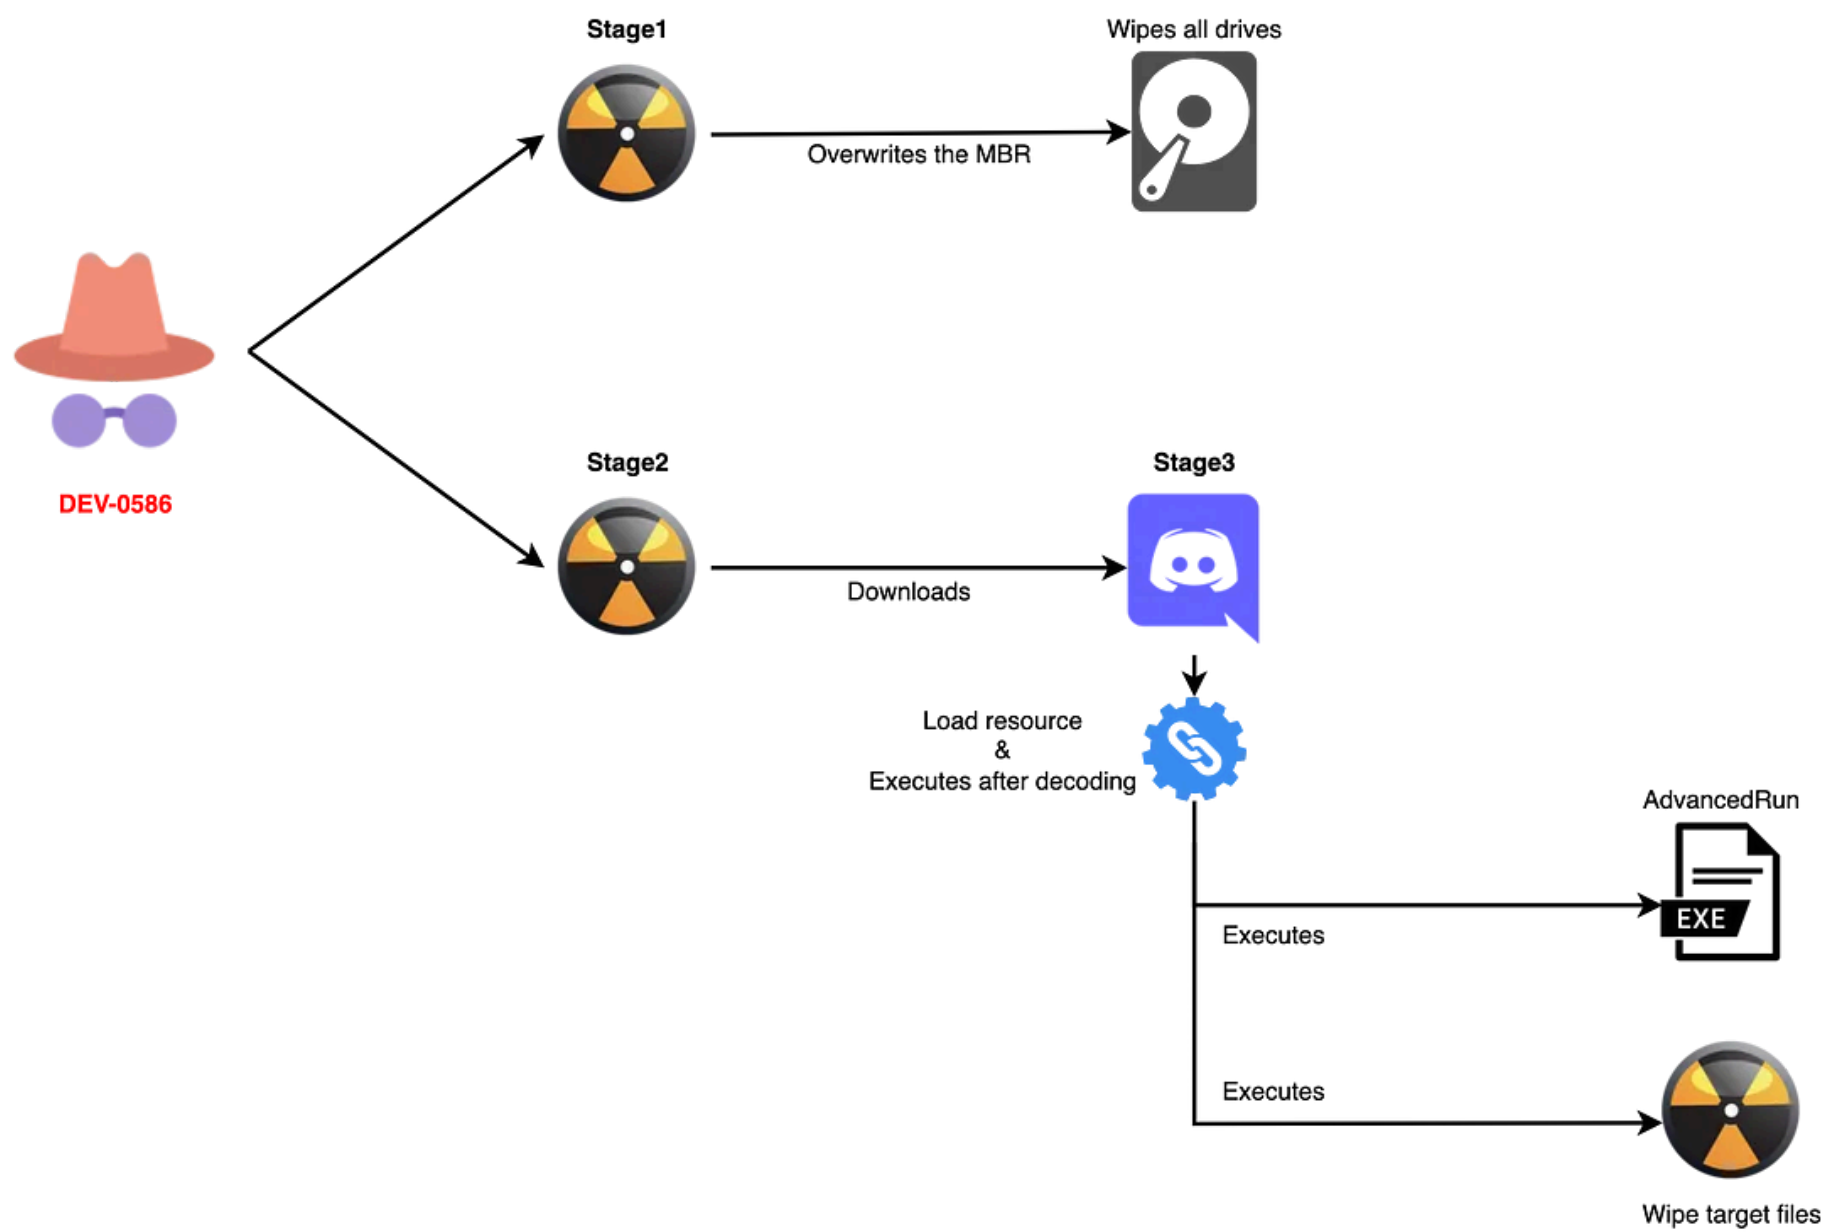 Stage1
Wipes all drives
Overwrites the MBR
DEV-0586
Stage2
Stage3
Downloads
Load resource
&
Executes after decoding
AdvancedRun
EXE
Executes
Executes
Wipe target files